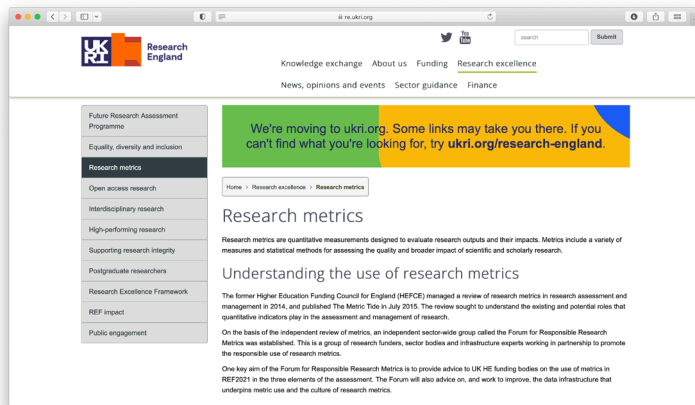 re.ukri.org
UK
RI
Research
England
You
Tube
search
Submit
Knowledge exchange About us Funding Research excellence
News, opinions and events Sector guidance Finance
Future Research Assessment
Programme
Equality, diversity and inclusion
Research metrics
Open access research
Interdisciplinary research
High-performing research
Supporting research integrity
Postgraduate researchers
Research Excellence Framework
REF impact
Public engagement
We're moving to ukri.org. Some links may take you there. If you
can't find what you're looking for, try ukri.org/research-england.
Home > Research excellence > Research metrics
Research metrics
Research metrics are quantitative measurements designed to evaluate research outputs and their impacts. Metrics include a variety of
measures and statistical methods for assessing the quality and broader impact of scientific and scholarly research.
Understanding the use of research metrics
The former Higher Education Funding Council for England (HEFCE) managed a review of research metrics in research assessment and
management in 2014, and published The Metric Tide in July 2015. The review sought to understand the existing and potential roles that
quantitative indicators play in the assessment and management of research.
On the basis of the independent review of metrics, an independent sector-wide group called the Forum for Responsible Research
Metrics was established. This is a group of research funders, sector bodies and infrastructure experts working in partnership to promote
the responsible use of research metrics.
One key aim of the Forum for Responsible Research Metrics is to provide advice to UK HE funding bodies on the use of metrics in
REF2021 in the three elements of the assessment. The Forum will also advice on, and work to improve, the data infrastructure that
underpins metric use and the culture of research metrics.